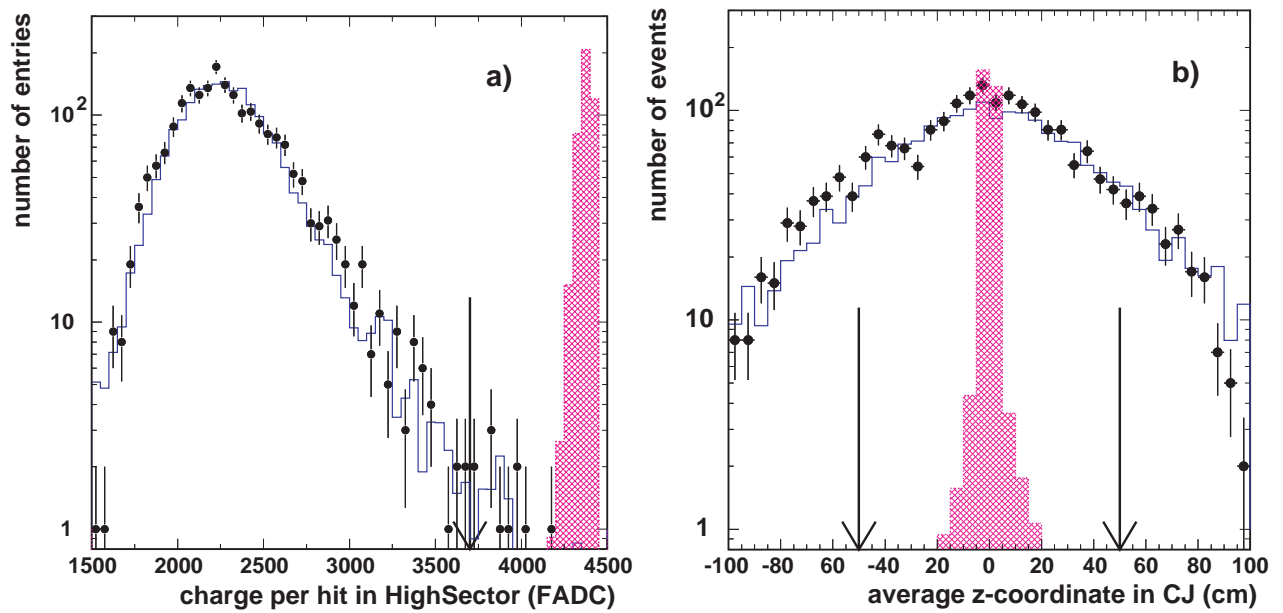 number of entries
a)
10²
10
1
1500 2000 2500 3000 3500 4000 4500
charge per hit in HighSector (FADC)
number of events
b)
10²
10
1
-100 -80 -60 -40 -20 0 20 40 60 80 100
average z-coordinate in CJ (cm)